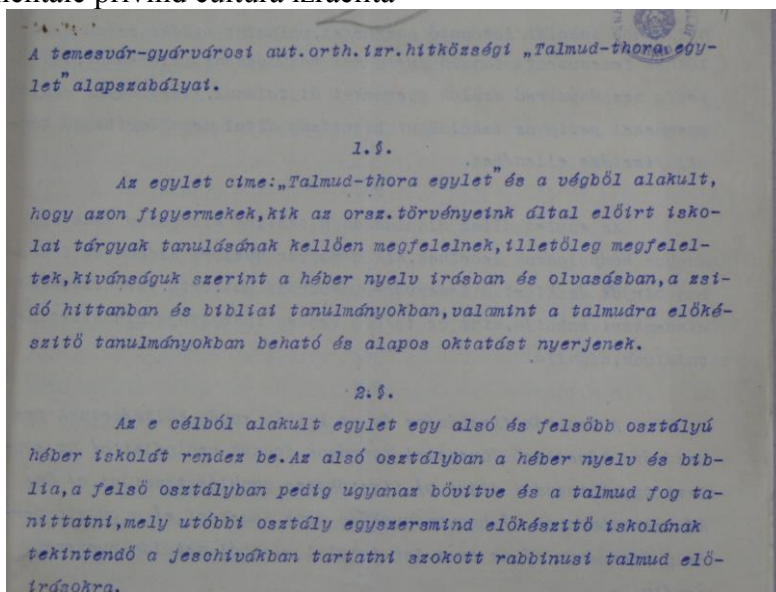 mentale privind cultura izraelită
A temesvár-gyárvárosi aut.orth.izr.hitközségi „Talmud-thora egy-
let" alapszabályai.
1.§.
Az egylet cime:„Talmud-thora egylet" és a végből alakult,
hogy azon figyermekek,kik az orsz.törvényeink által előirt isko-
lai tárgyak tanulásának kellően megfelelnek,illetőleg megfelel-
tek,kivánságuk szerint a héber nyelv irásban és olvasásban,a zsi-
dó hittanban és bibliai tanulmányokban,valamint a talmudra előké-
szitő tanulmányokban beható és alapos oktatást nyerjenek.
2.§.
Az e célból alakult egylet egy alsó és felsőbb osztályú
héber iskolát rendez be.Az alsó osztályban a héber nyelv és bib-
lia,a felső osztályban pedig ugyanaz bővitve és a talmud fog ta-
nittatni,mely utóbbi osztály egyszersmind előkészitő iskolának
tekintendő a jeschivákban tartatni szokott rabbinusi talmud elő-
irásokra.